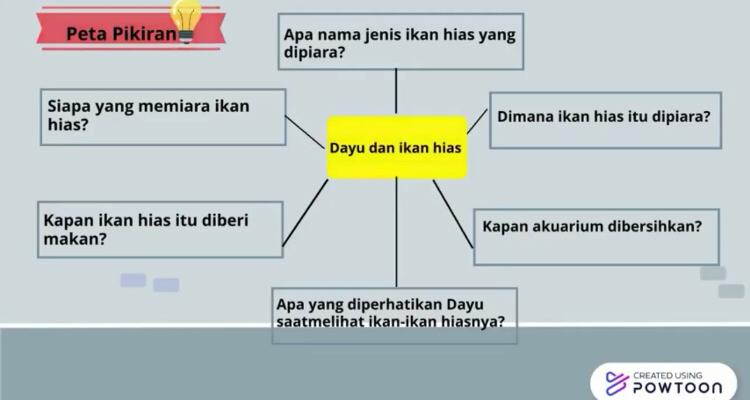 Peta Pikiran
Apa nama jenis ikan hias yang
dipiara?
Siapa yang memiara ikan
hias?
Dimana ikan hias itu dipiara?
Dayu dan ikan hias
Kapan ikan hias itu diberi
makan?
Kapan akuarium dibersihkan?
Apa yang diperhatikan Dayu
saatmelihat ikan-ikan hiasnya?
CREATED USING
POWTOON